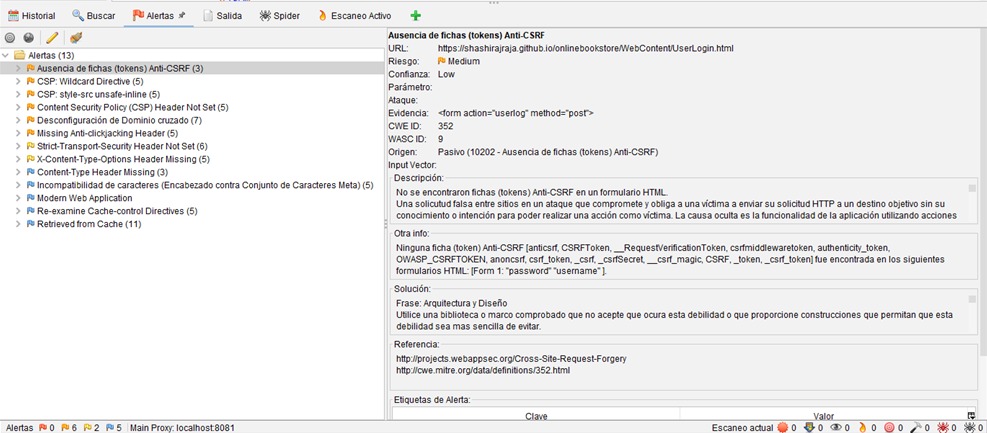 Historial Buscar Alertas Salida Spider Escaneo Activo
Alertas (13)
Ausencia de fichas (tokens) Anti-CSRF (3)
CSP: Wildcard Directive (5)
CSP: style-src unsafe-inline (5)
Content Security Policy (CSP) Header Not Set (5)
Desconfiguración de Dominio cruzado (7)
Missing Anti-clickjacking Header (5)
Strict-Transport-Security Header Not Set (6)
X-Content-Type-Options Header Missing (5)
Content-Type Header Missing (3)
Incompatibilidad de caracteres (Encabezado contra Conjunto de Caracteres Meta) (5)
Modern Web Application
Re-examine Cache-control Directives (5)
Retrieved from Cache (11)
Ausencia de fichas (tokens) Anti-CSRF
URL: https://shashirajraja.github.io/onlinebookstore/WebContent/UserLogin.html
Riesgo: Medium
Confianza: Low
Parámetro:
Ataque:
Evidencia: <form action="userlog" method="post">
CWE ID: 352
WASC ID: 9
Origen: Pasivo (10202 - Ausencia de fichas (tokens) Anti-CSRF)
Input Vector:
Descripción:
No se encontraron fichas (tokens) Anti-CSRF en un formulario HTML.
Una solicutud falsa entre sitios en un ataque que compromete y obliga a una víctima a enviar su solicitud HTTP a un destino objetivo sin su
conocimiento o intención para poder realizar una acción como víctima. La causa oculta es la funcionalidad de la aplicación utilizando acciones
Otra info:
Ninguna ficha (token) Anti-CSRF [anticsrf, CSRFToken, __RequestVerificationToken, csrfmiddlewaretoken, authenticity_token,
OWASP_CSRFTOKEN, anoncsrf, csrf_token, _csrf, _csrfSecret, __csrf_magic, CSRF, _token, _csrf_token] fue encontrada en los siguientes
formularios HTML: [Form 1: "password" "username" ].
Solución:
Frase: Arquitectura y Diseño
Utilice una biblioteca o marco comprobado que no acepte que ocura esta debilidad o que proporcione construcciones que permitan que esta
debilidad sea mas sencilla de evitar.
Referencia:
http://projects.webappsec.org/Cross-Site-Request-Forgery
http://cwe.mitre.org/data/definitions/352.html
Etiquetas de Alerta:
Clave Valor
Alertas 0 6 2 5 Main Proxy: localhost:8081 Escaneo actual 0 0 0 0 0 0 0 0